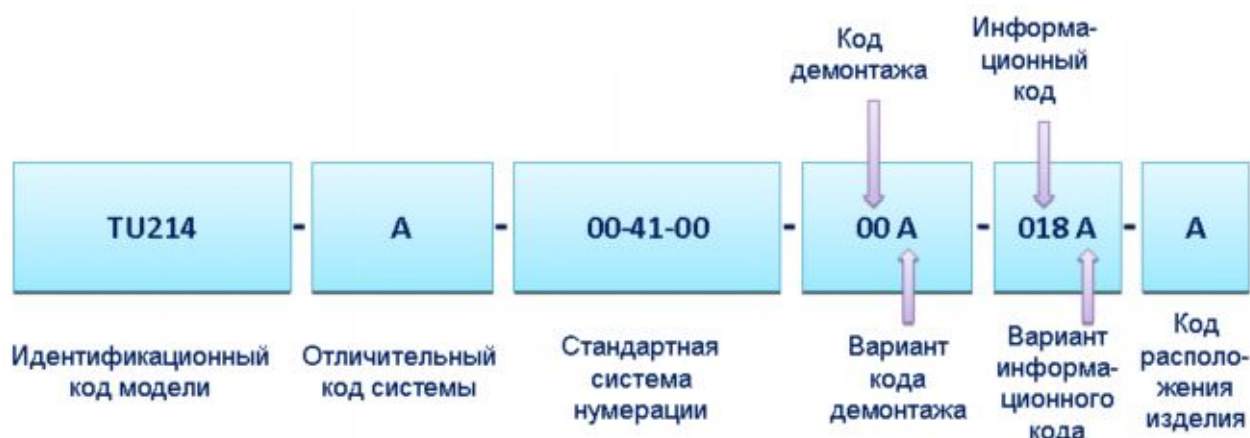 Код
демонтажа
Информа-
ционный
код
TU214 - A - 00-41-00 - 00 A - 018 A - A
Идентификационный
код модели
Отличительный
код системы
Стандартная
система
нумерации
Вариант
кода
демонтажа
Вариант
информа-
ционного
кода
Код
располо-
жения
изделия